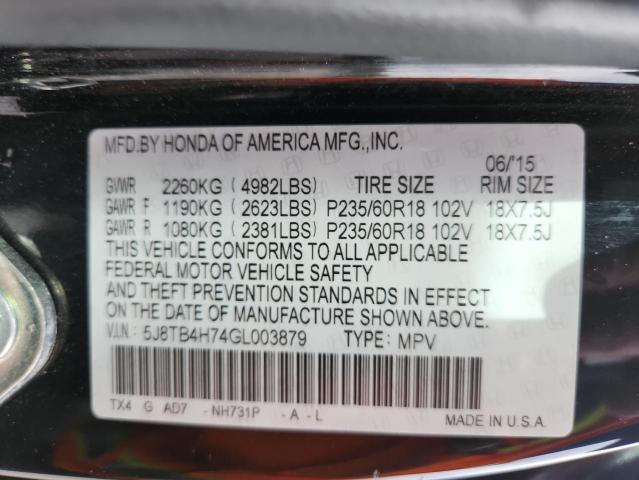 MFD.BY HONDA OF AMERICA MFG.,INC.
06/'15
GVWR 2260KG (4982LBS) TIRE SIZE RIM SIZE
GAWR F 1190KG (2623LBS) P235/60R18 102V 18X7.5J
GAWR R 1080KG (2381LBS) P235/60R18 102V 18X7.5J
THIS VEHICLE CONFORMS TO ALL APPLICABLE
FEDERAL MOTOR VEHICLE SAFETY
AND THEFT PREVENTION STANDARDS IN EFFECT
ON THE DATE OF MANUFACTURE SHOWN ABOVE.
V.I.N: 5J8TB4H74GL003879 TYPE: MPV
TX4 G AD7 -NH731P -A-L
MADE IN U.S.A.